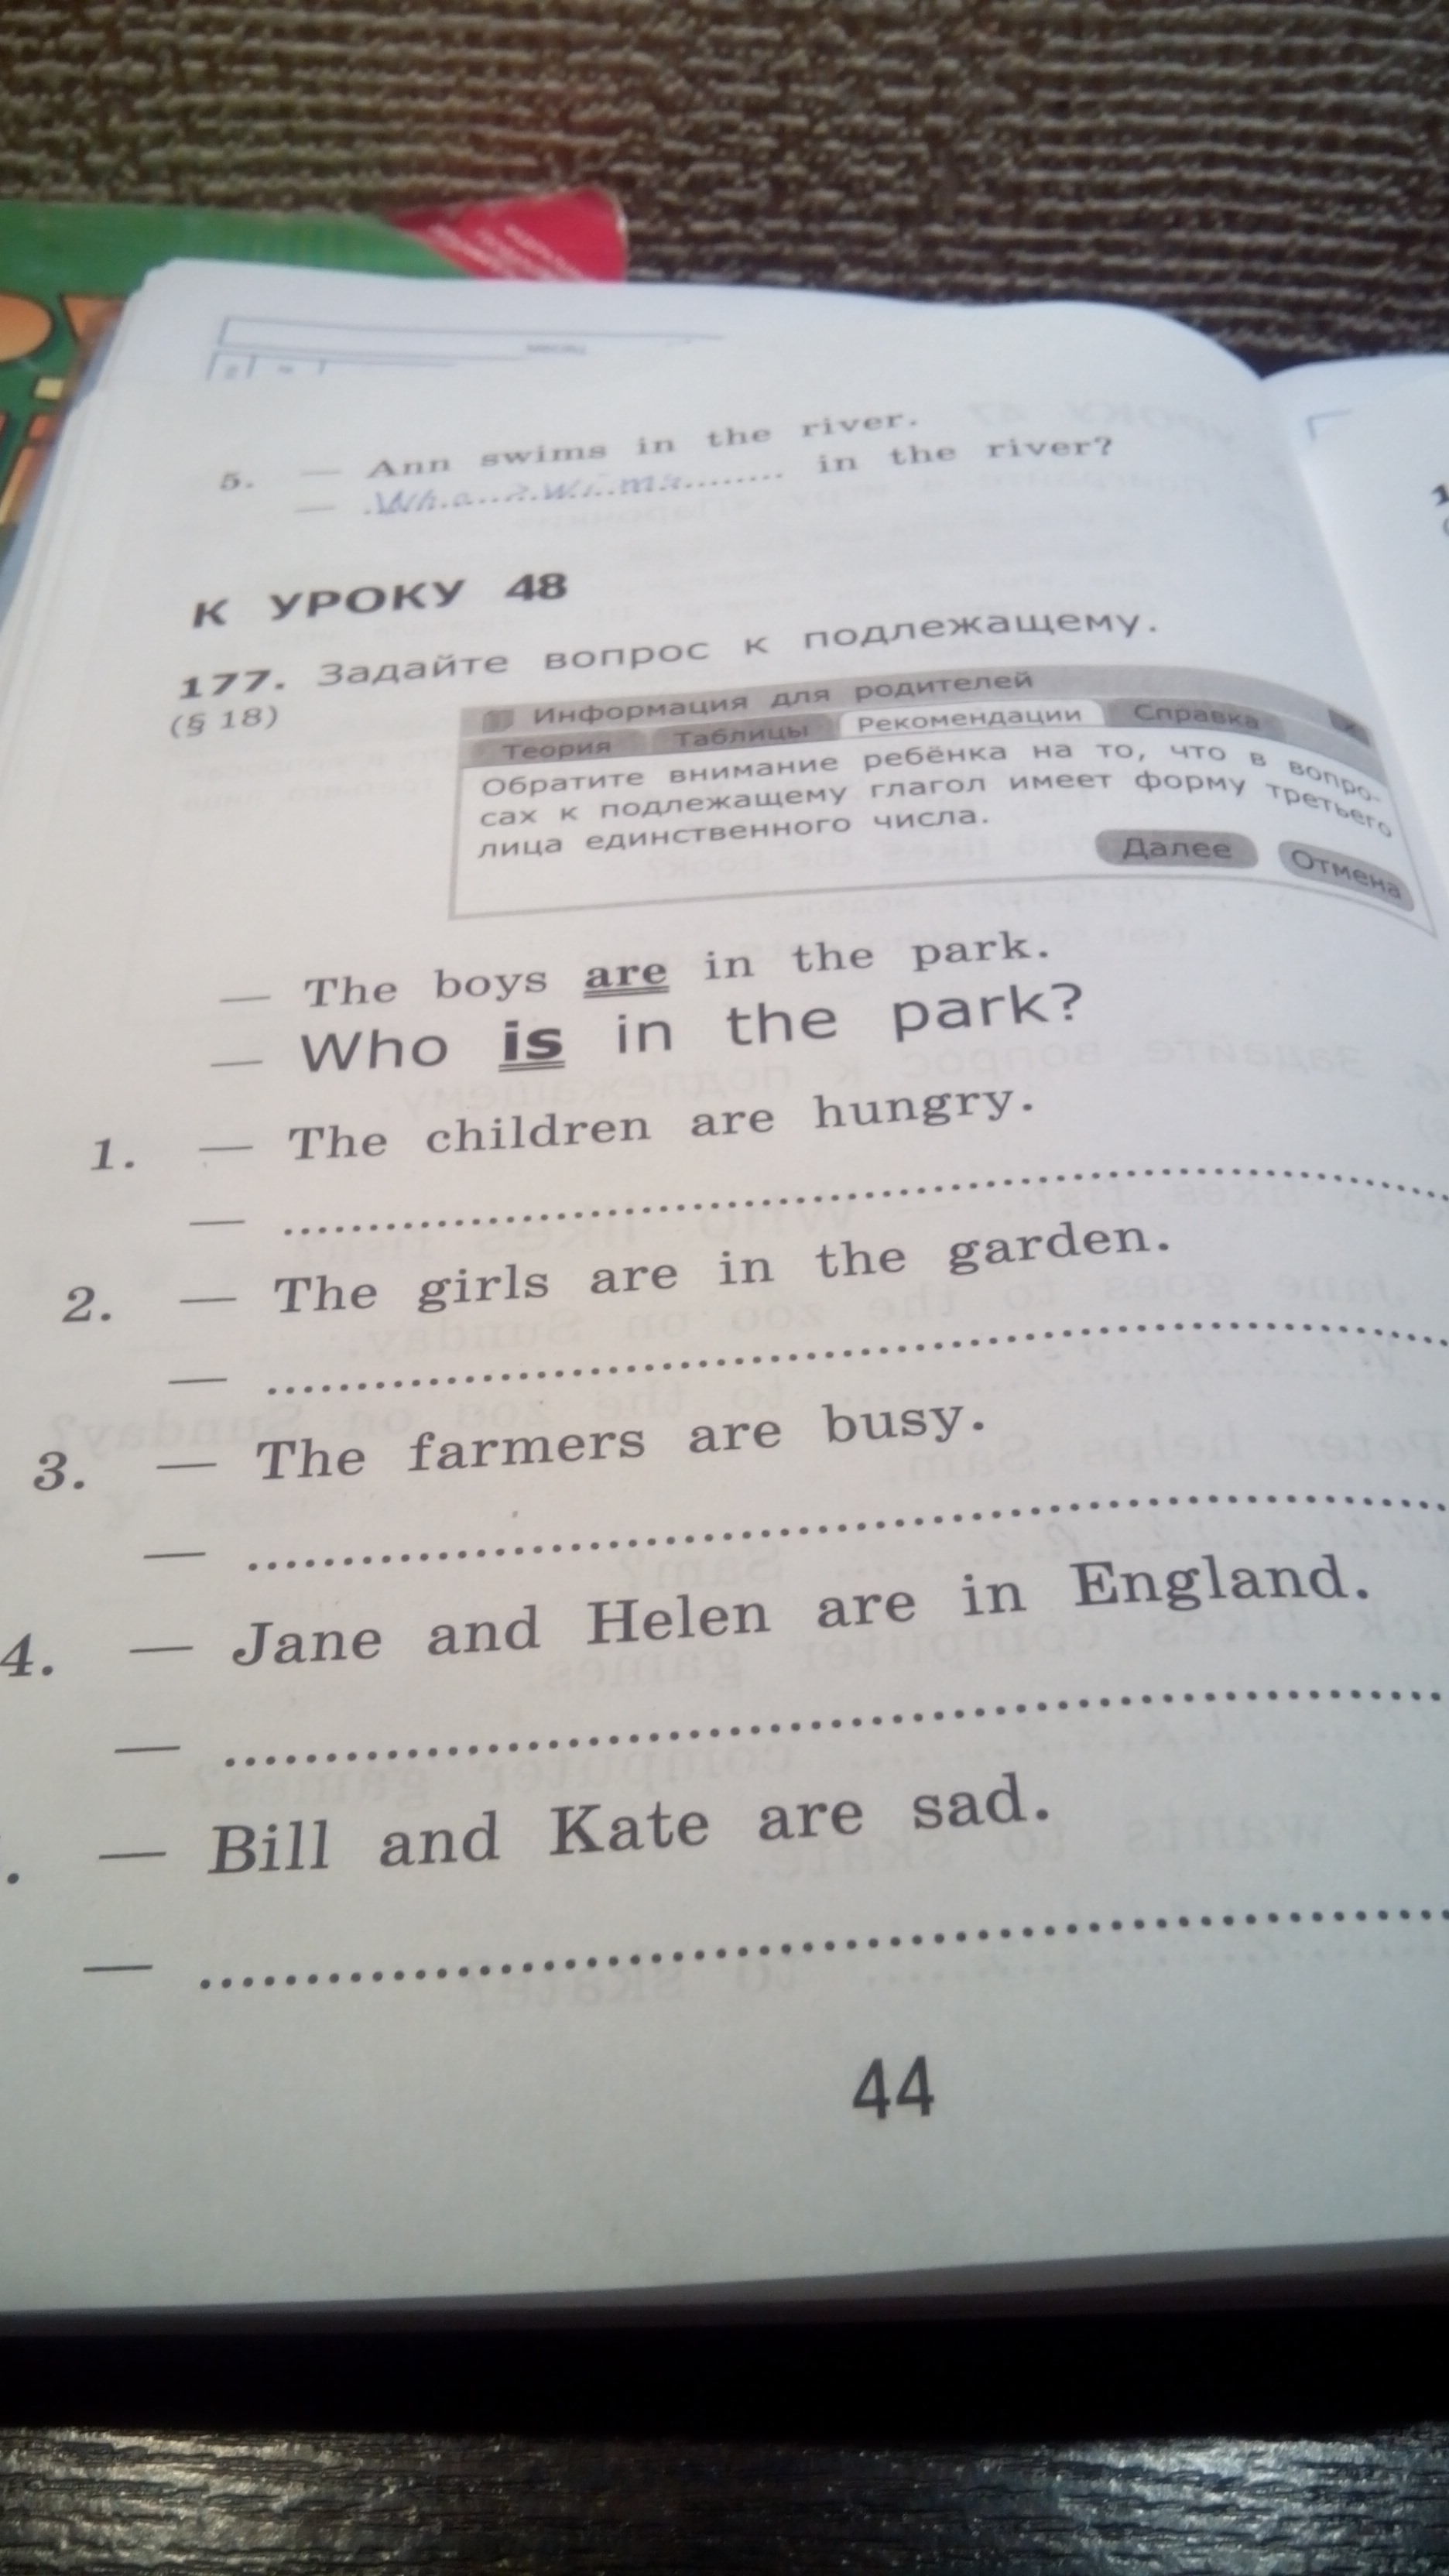 5. — Ann swims in the river.
— Who swims in the river?
К УРОКУ 48
177. Задайте вопрос к подлежащему.
(§ 18)
Информация для родителей
Теория Таблицы Рекомендации Справка
Обратите внимание ребёнка на то, что в вопро-
сах к подлежащему глагол имеет форму третьего
лица единственного числа.
Далее Отмена
— The boys are in the park.
— Who is in the park?
1. — The children are hungry.
— ........................................
2. — The girls are in the garden.
— ........................................
3. — The farmers are busy.
— ........................................
4. — Jane and Helen are in England.
— ........................................
. — Bill and Kate are sad.
— ........................................
44